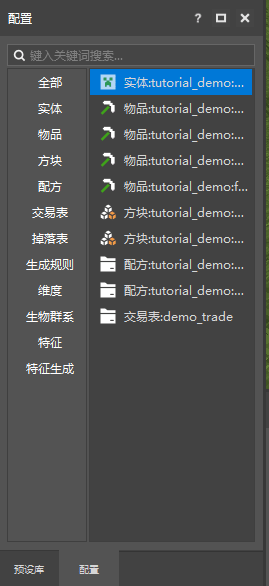 配置
?
键入关键词搜索...
全部
实体
物品
方块
配方
交易表
掉落表
生成规则
维度
生物群系
特征
特征生成
实体:tutorial_demo:...
物品:tutorial_demo:...
物品:tutorial_demo:...
物品:tutorial_demo:...
物品:tutorial_demo:f...
方块:tutorial_demo:...
方块:tutorial_demo:...
配方:tutorial_demo:...
配方:tutorial_demo:...
交易表:demo_trade
预设库
配置